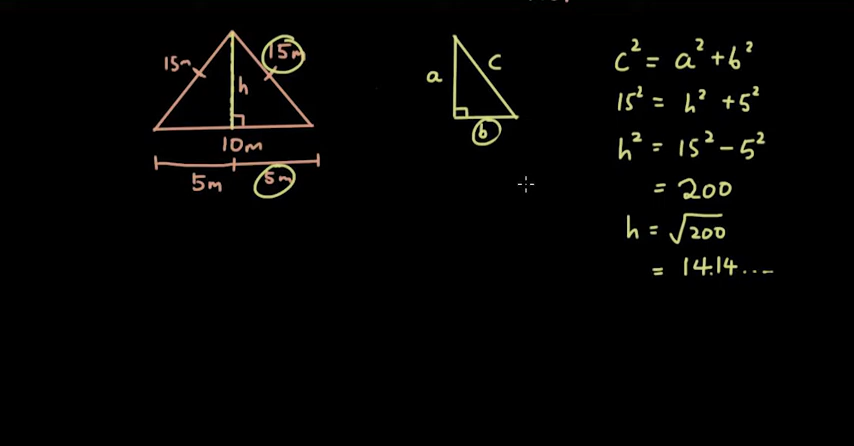 15m
15m
h
10m
5m
5m
a
c
b
c² = a² + b²
15² = h² + 5²
h² = 15² - 5²
= 200
h = √200
= 14.14....